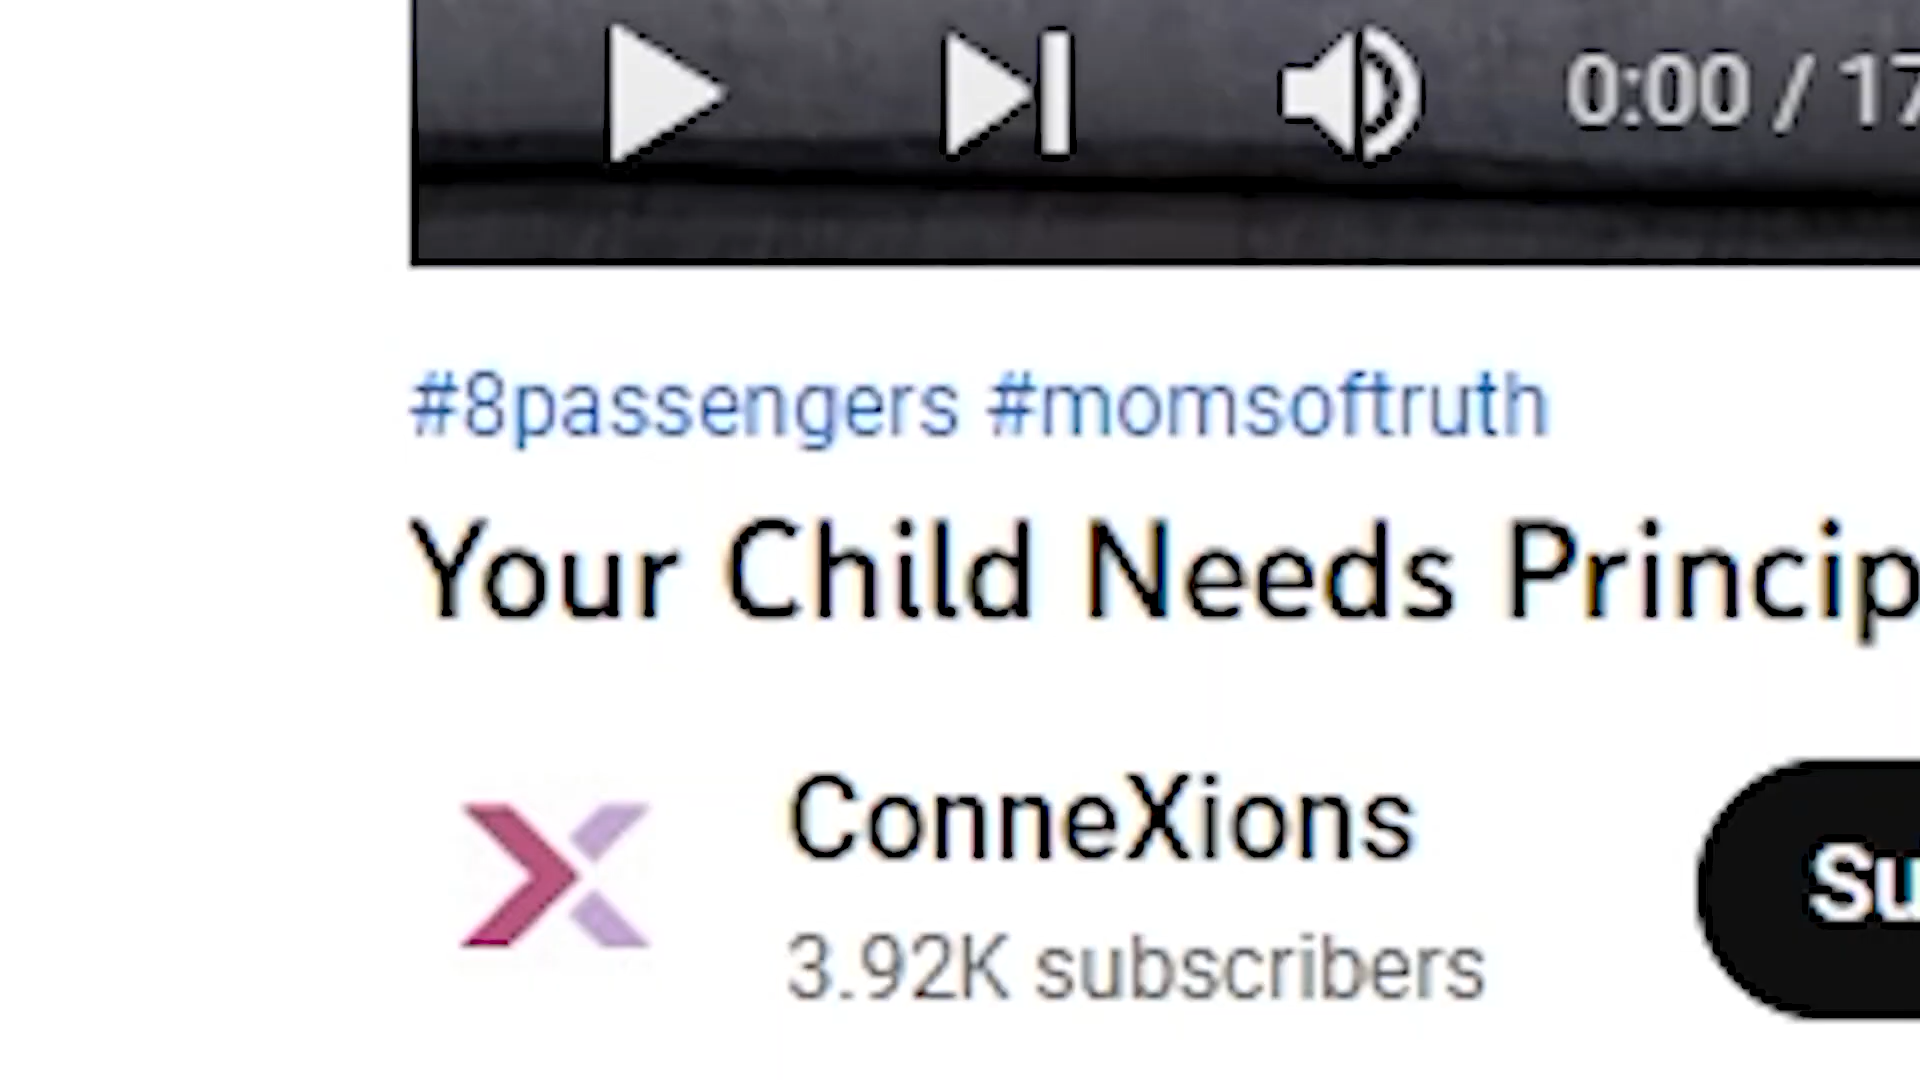 0:00 / 17
#8passengers #momsoftruth
Your Child Needs Princip
ConneXions
Su
3.92K subscribers